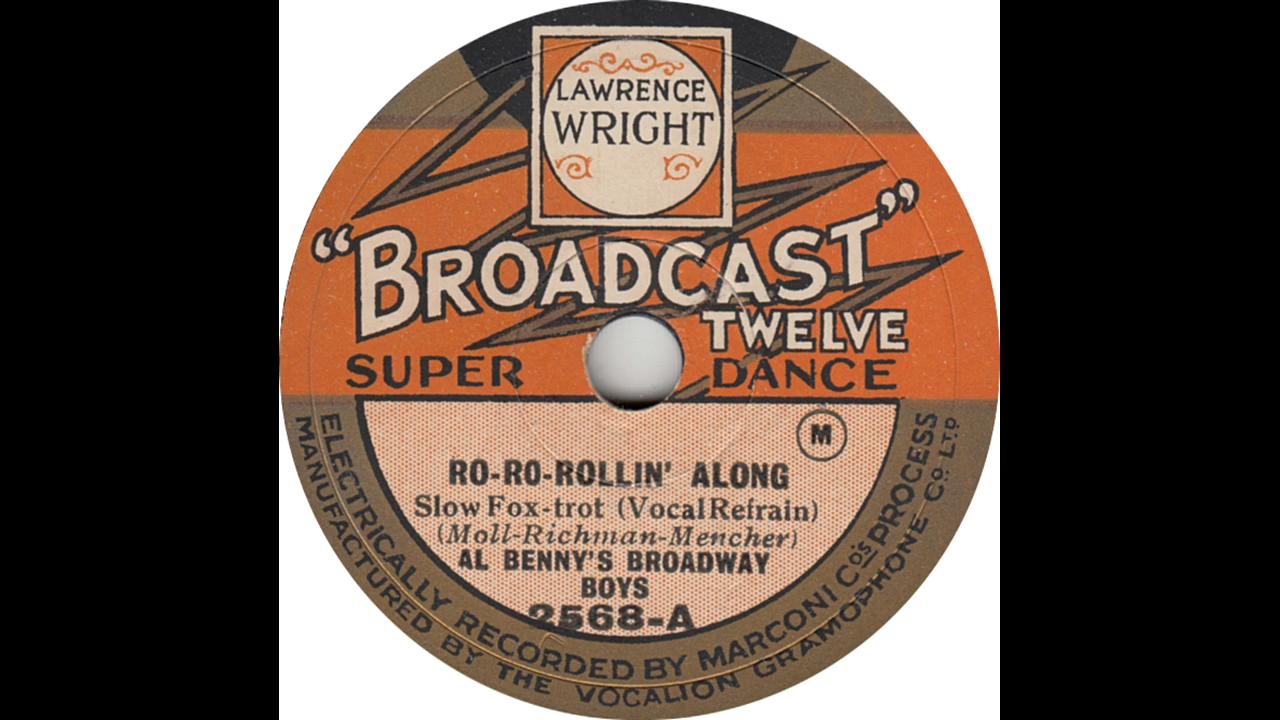 LAWRENCE
WRIGHT
"BROADCAST"
TWELVE
SUPER DANCE
M
RO-RO-ROLLIN' ALONG
Slow Fox-trot (Vocal Refrain)
(Moll-Richman-Mencher)
AL BENNY'S BROADWAY
BOYS
2568-A
ELECTRICALLY RECORDED BY MARCONI Co's PROCESS
MANUFACTURED BY THE VOCALION GRAMOPHONE Co. LTD